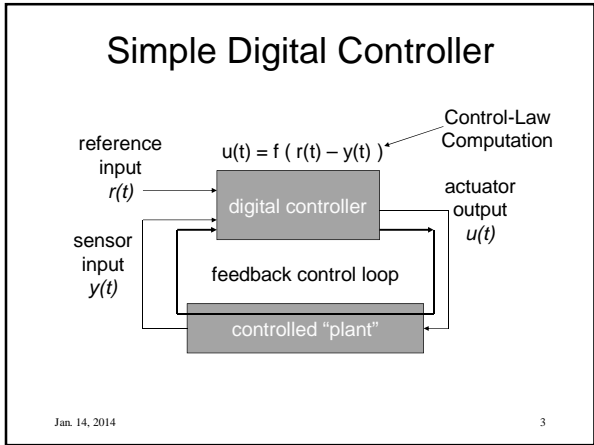 Simple Digital Controller
Control-Law
Computation
reference
input
r(t)
u(t) = f ( r(t) – y(t) )
digital controller
actuator
output
u(t)
sensor
input
y(t)
feedback control loop
controlled “plant”
Jan. 14, 2014
3